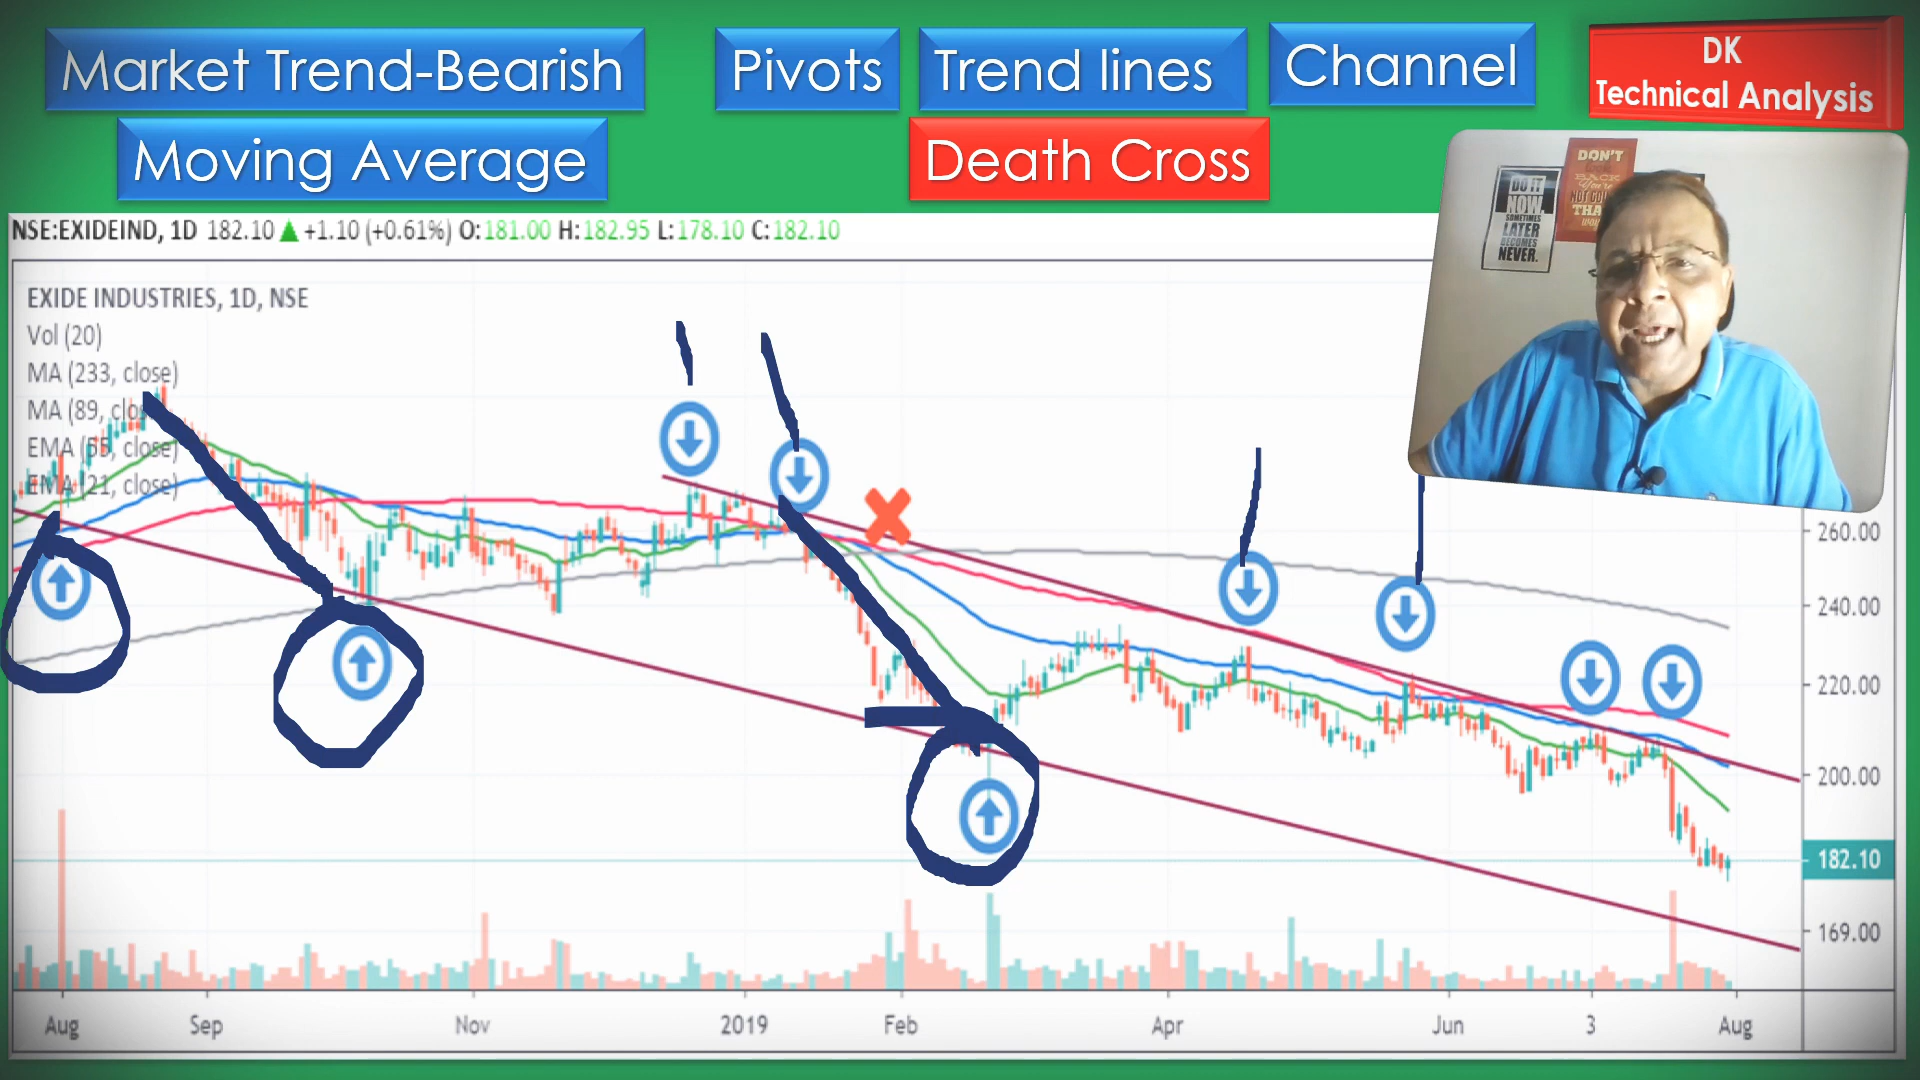 Market Trend-Bearish
Pivots
Trend lines
Channel
DK
Technical Analysis
Moving Average
Death Cross
DON'T
DO IT
NOW
SOMETIMES
LATER
BECOMES
NEVER.
NSE:EXIDEIND, 1D 182.10 ▲ +1.10 (+0.61%) O:181.00 H:182.95 L:178.10 C:182.10
EXIDE INDUSTRIES, 1D, NSE
Vol (20)
MA (233, close)
MA (89, close)
EMA (55, close)
EMA (21, close)
260.00
240.00
220.00
200.00
182.10
169.00
Aug Sep Nov 2019 Feb Apr Jun 3 Aug